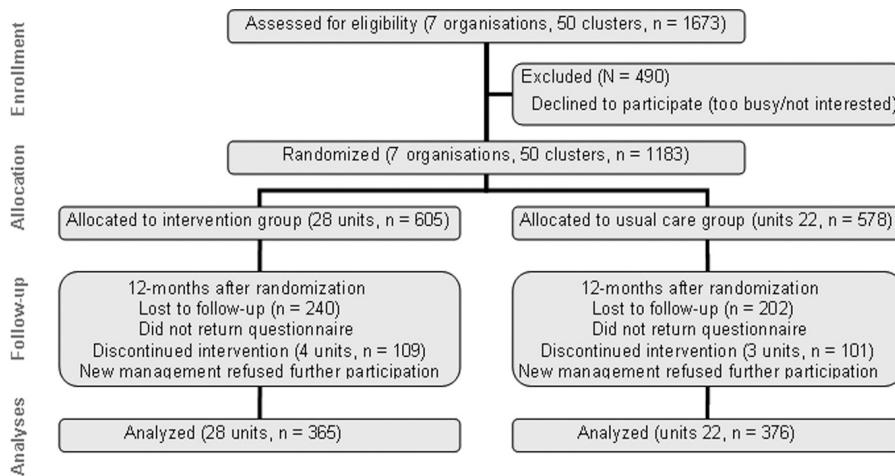 Enrollment
Assessed for eligibility (7 organisations, 50 clusters, n = 1673)
Excluded (N = 490)
Declined to participate (too busy/not interested)
Allocation
Randomized (7 organisations, 50 clusters, n = 1183)
Allocated to intervention group (28 units, n = 605)
Allocated to usual care group (units 22, n = 578)
Follow-up
12-months after randomization
Lost to follow-up (n = 240)
Did not return questionnaire
Discontinued intervention (4 units, n = 109)
New management refused further participation
12-months after randomization
Lost to follow-up (n = 202)
Did not return questionnaire
Discontinued intervention (3 units, n = 101)
New management refused further participation
Analyses
Analyzed (28 units, n = 365)
Analyzed (units 22, n = 376)